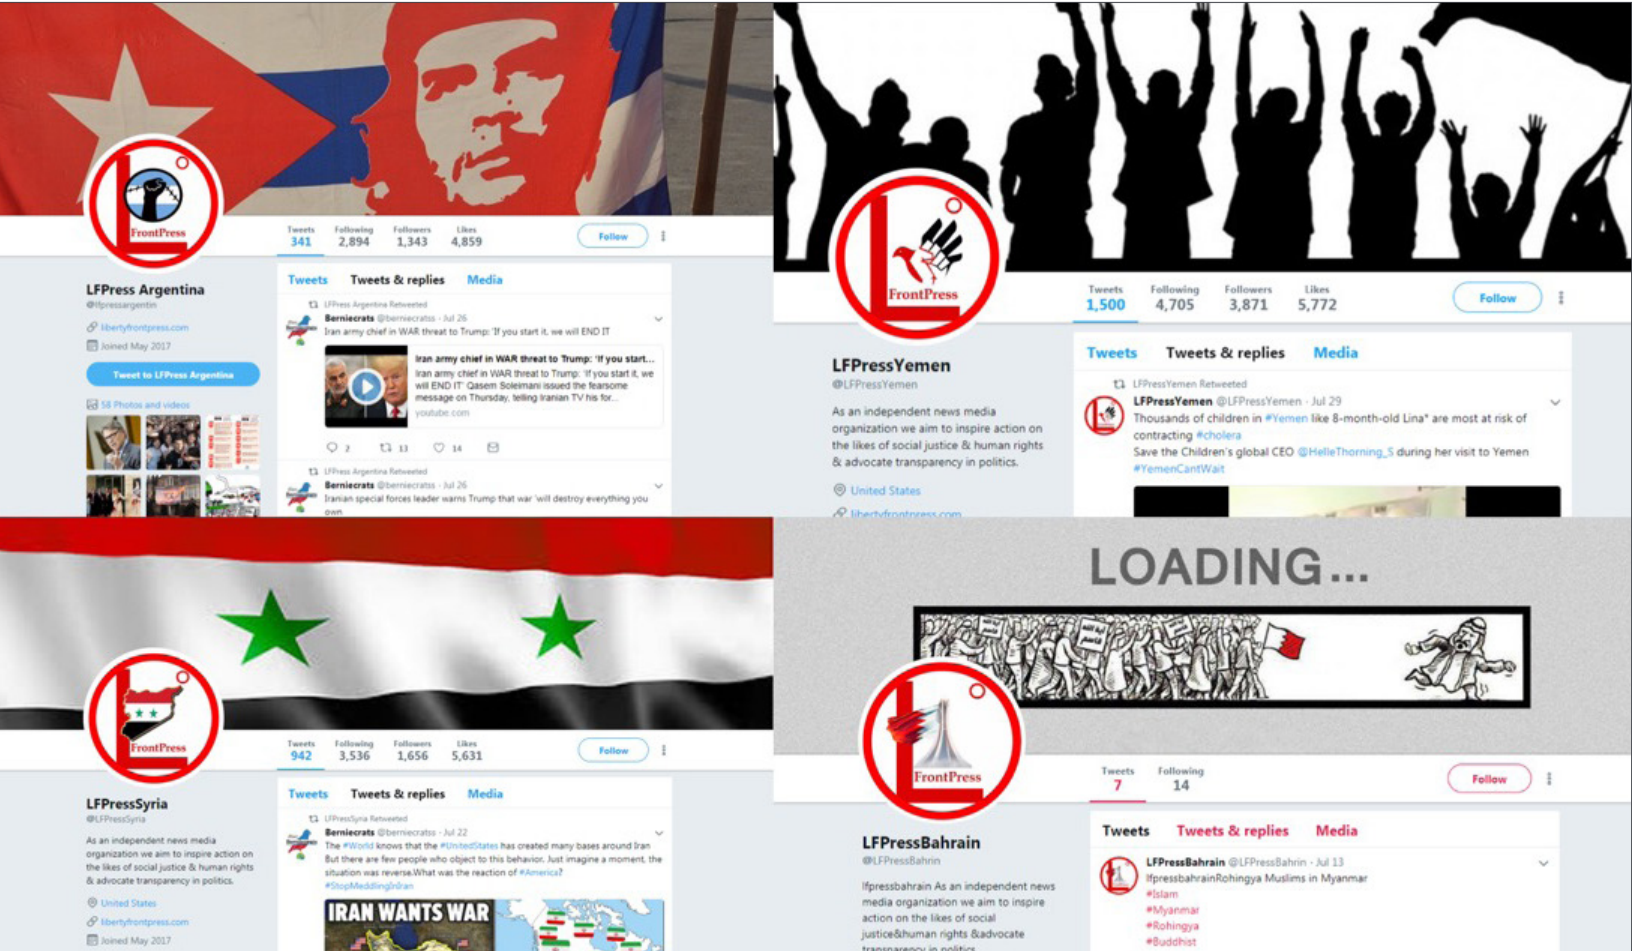 FrontPress
Tweets Following Followers Likes
341 2,894 1,343 4,859
Follow
LFPress Argentina
@lfpressargentin
libertyfrontpress.com
Joined May 2017
Tweet to LFPress Argentina
58 Photos and videos
Tweets Tweets & replies Media
LFPress Argentina Retweeted
Berniecrats @berniecratss · Jul 26
Iran army chief in WAR threat to Trump: 'If you start it, we will END IT
Iran army chief in WAR threat to Trump: 'If you start...
Iran army chief in WAR threat to Trump: 'If you start it, we
will END IT' Qasem Soleimani issued the fearsome
message on Thursday, telling Iranian TV his for...
youtube.com
2 13 14
LFPress Argentina Retweeted
Berniecrats @berniecratss · Jul 26
Iranian special forces leader warns Trump that war 'will destroy everything you
own
FrontPress
Tweets Following Followers Likes
1,500 4,705 3,871 5,772
Follow
LFPressYemen
@LFPressYemen
As an independent news media
organization we aim to inspire action on
the likes of social justice & human rights
& advocate transparency in politics.
United States
libertyfrontpress.com
Tweets Tweets & replies Media
LFPressYemen Retweeted
LFPressYemen @LFPressYemen · Jul 29
Thousands of children in #Yemen like 8-month-old Lina* are most at risk of
contracting #cholera
Save the Children's global CEO @HelleThorning_S during her visit to Yemen
#YemenCantWait
FrontPress
Tweets Following Followers Likes
942 3,536 1,656 5,631
Follow
LFPressSyria
@LFPressSyria
As an independent news media
organization we aim to inspire action on
the likes of social justice & human rights
& advocate transparency in politics.
United States
libertyfrontpress.com
Joined May 2017
Tweets Tweets & replies Media
LFPressSyria Retweeted
Berniecrats @berniecratss · Jul 22
The #World knows that the #UnitedStates has created many bases around Iran
But there are few people who object to this behavior. Just imagine a moment, the
situation was reverse.What was the reaction of #America?
#StopMeddlingInIran
IRAN WANTS WAR
LOADING...
آية الله قاسم
FrontPress
Tweets Following
7 14
Follow
LFPressBahrain
@LFPressBahrin
lfpressbahrain As an independent news
media organization we aim to inspire
action on the likes of social
justice&human rights &advocate
transparency in politics
Tweets Tweets & replies Media
LFPressBahrain @LFPressBahrin · Jul 13
lfpressbahrainRohingya Muslims in Myanmar
#Islam
#Myanmar
#Rohingya
#Buddhist